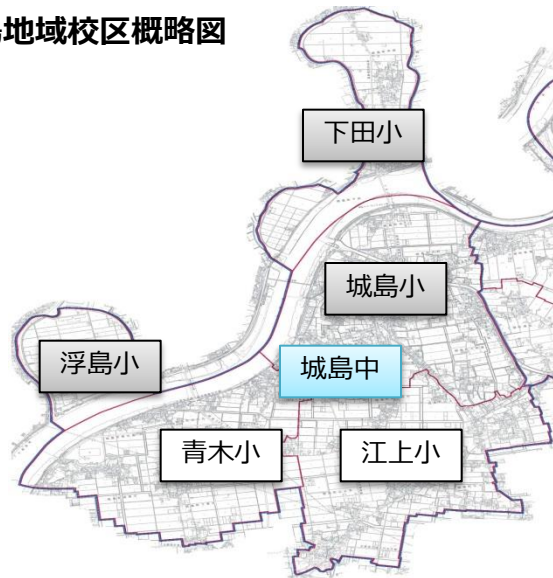 地域校区概略図
下田小
城島小
浮島小
城島中
青木小
江上小